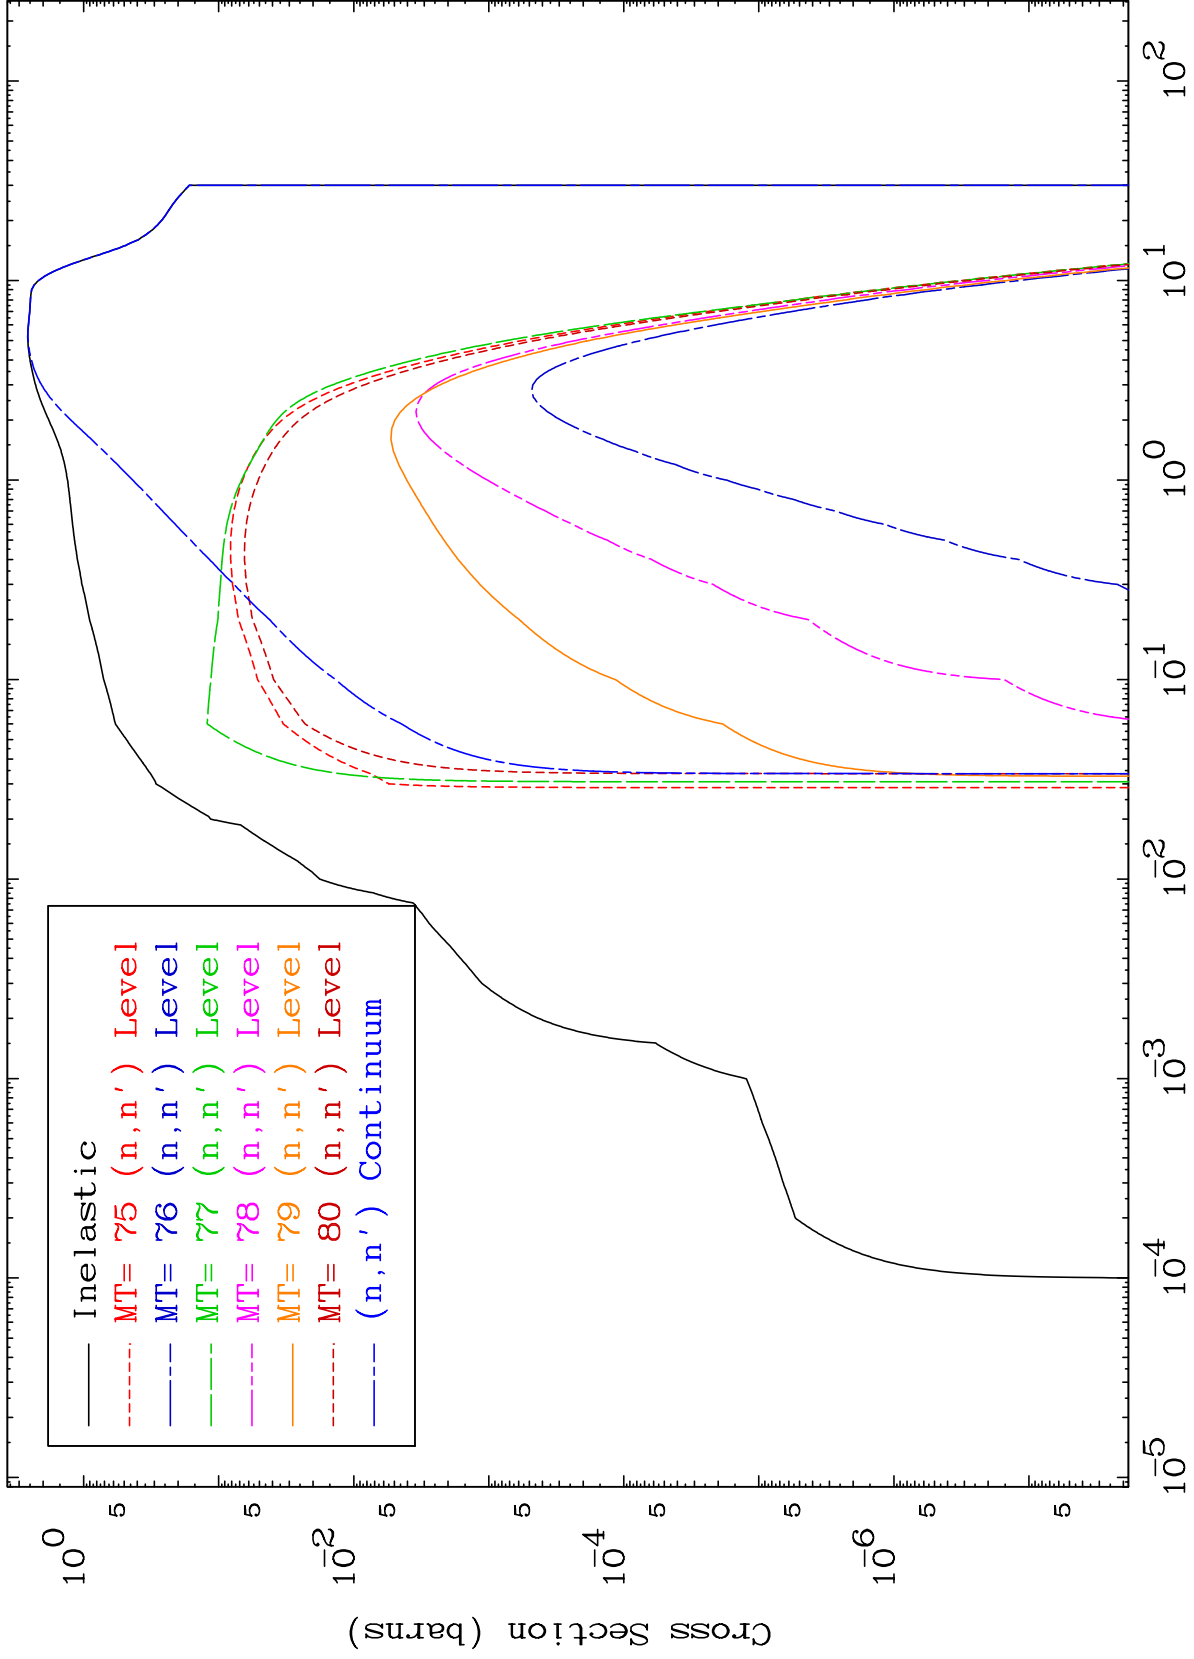 Inelastic
MT= 75 (n,n') Level
MT= 76 (n,n') Level
MT= 77 (n,n') Level
MT= 78 (n,n') Level
MT= 79 (n,n') Level
MT= 80 (n,n') Level
(n,n') Continuum
Cross Section (barns)
10^0
5
5
10^-2
5
5
10^-4
5
5
10^-6
5
5
10^-5
10^-4
10^-3
10^-2
10^-1
10^0
10^1
10^2